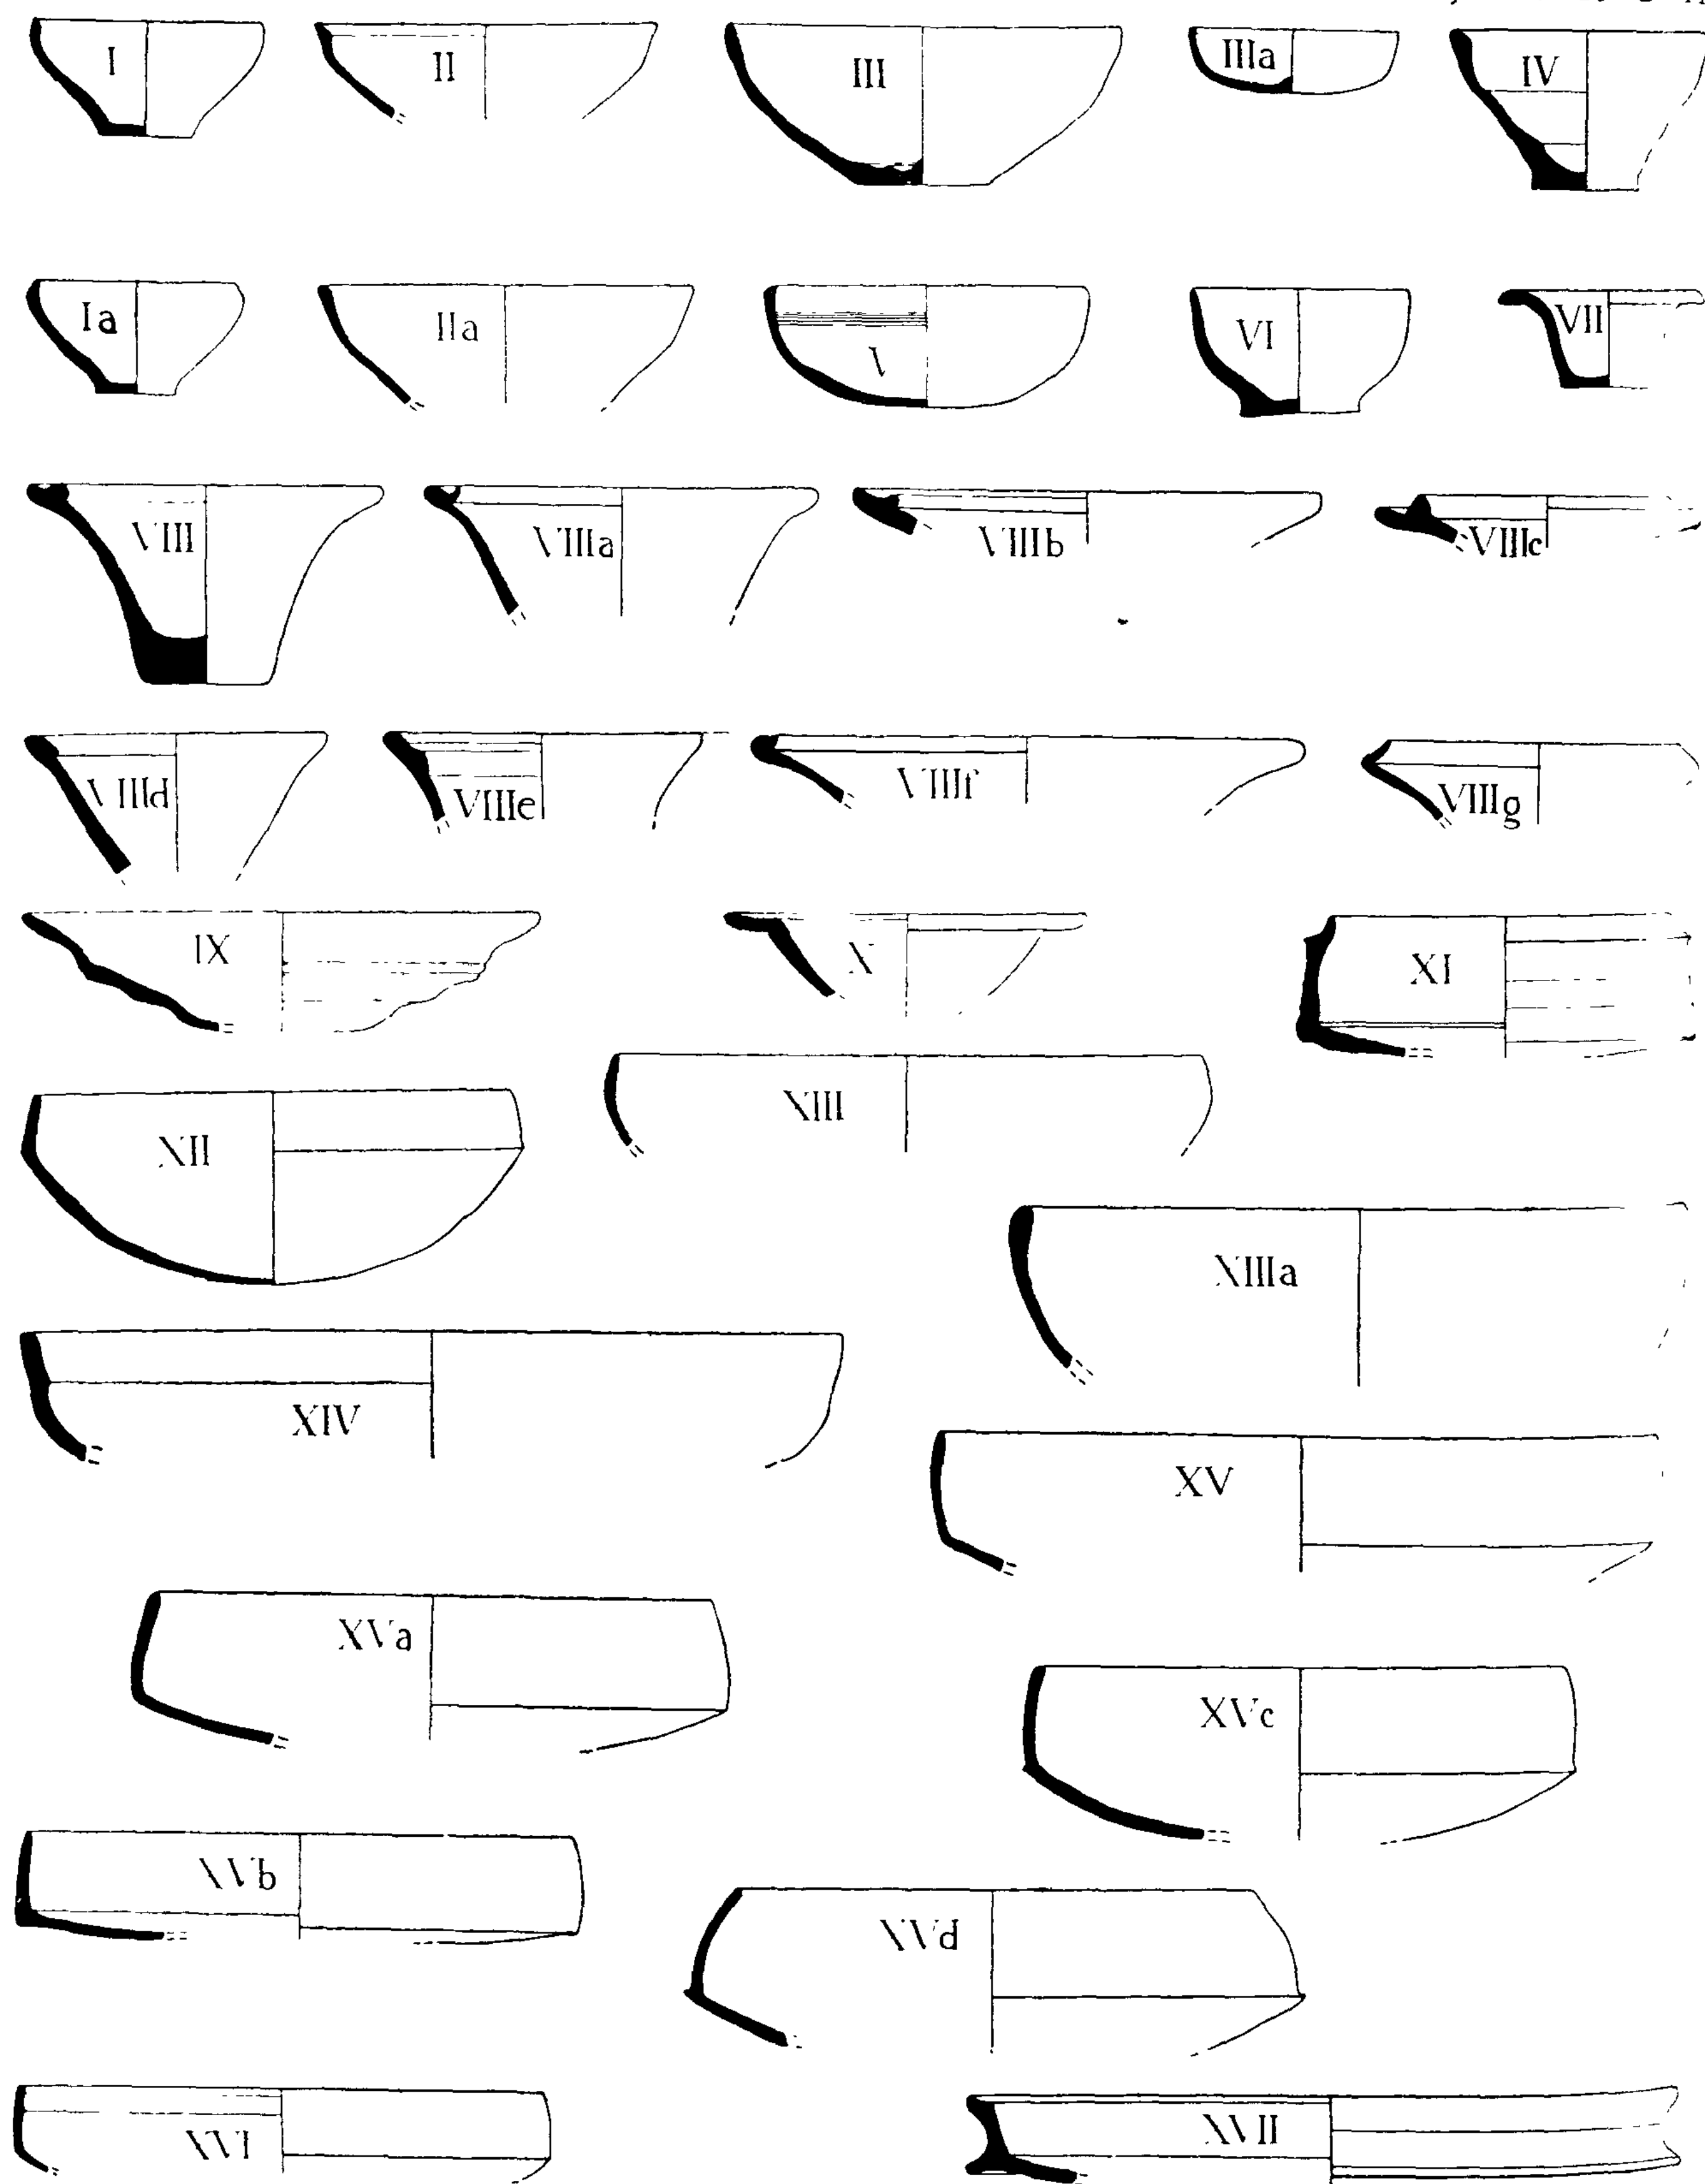 I II III IIIa IV
Ia IIa V VI VII
VIII VIIIa VIIIb VIIIc
VIIId VIIIe VIIIf VIIIg
IX X XI
XII XIII
XIIIa
XIV
XV
XVa
XVc
XVb
XVd
XVI XVII